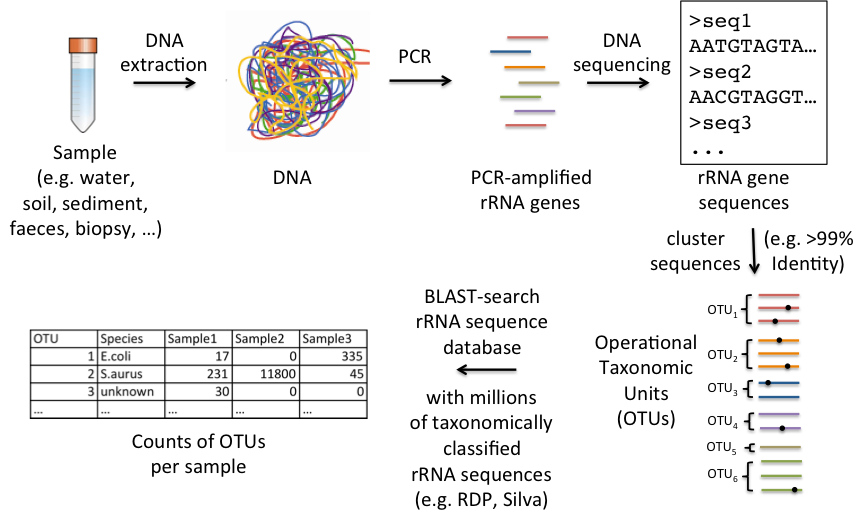 DNA
extraction
PCR
DNA
sequencing
>seq1
AATGTAGTA…
>seq2
AACGTAGGT…
>seq3
...
Sample
(e.g. water,
soil, sediment,
faeces, biopsy, …)
DNA
PCR-amplified
rRNA genes
rRNA gene
sequences
cluster
sequences
(e.g. >99%
Identity)
OTU1
OTU2
OTU3
OTU4
OTU5
OTU6
Operational
Taxonomic
Units
(OTUs)
BLAST-search
rRNA sequence
database
with millions
of taxonomically
classified
rRNA sequences
(e.g. RDP, Silva)
OTU Species Sample1 Sample2 Sample3
1 E.coli 17 0 335
2 S.aurus 231 11800 45
3 unknown 30 0 0
… … … … …
Counts of OTUs
per sample